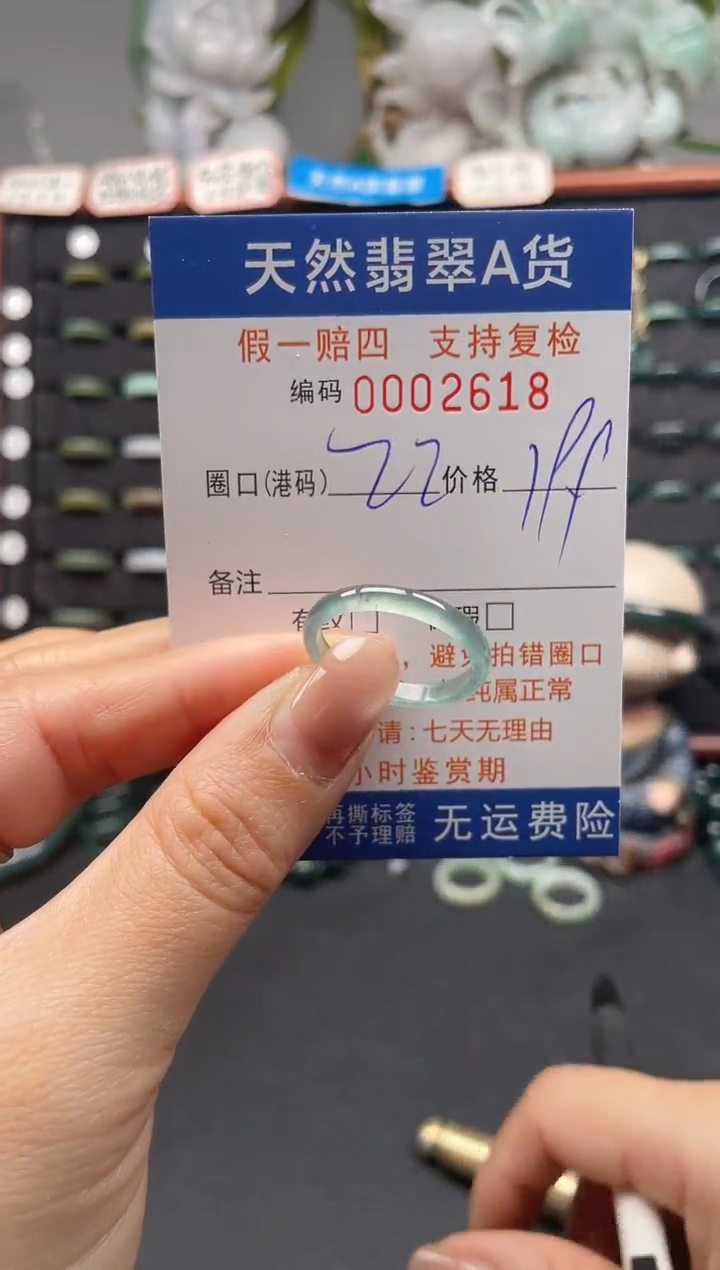 天然翡翠A货
假一赔四 支持复检
编码 0002618
圈口(港码) 22 价格
备注
有
，避免拍错圈口
纯属正常
请：七天无理由
小时鉴赏期
再撕标签
不予理赔
无运费险